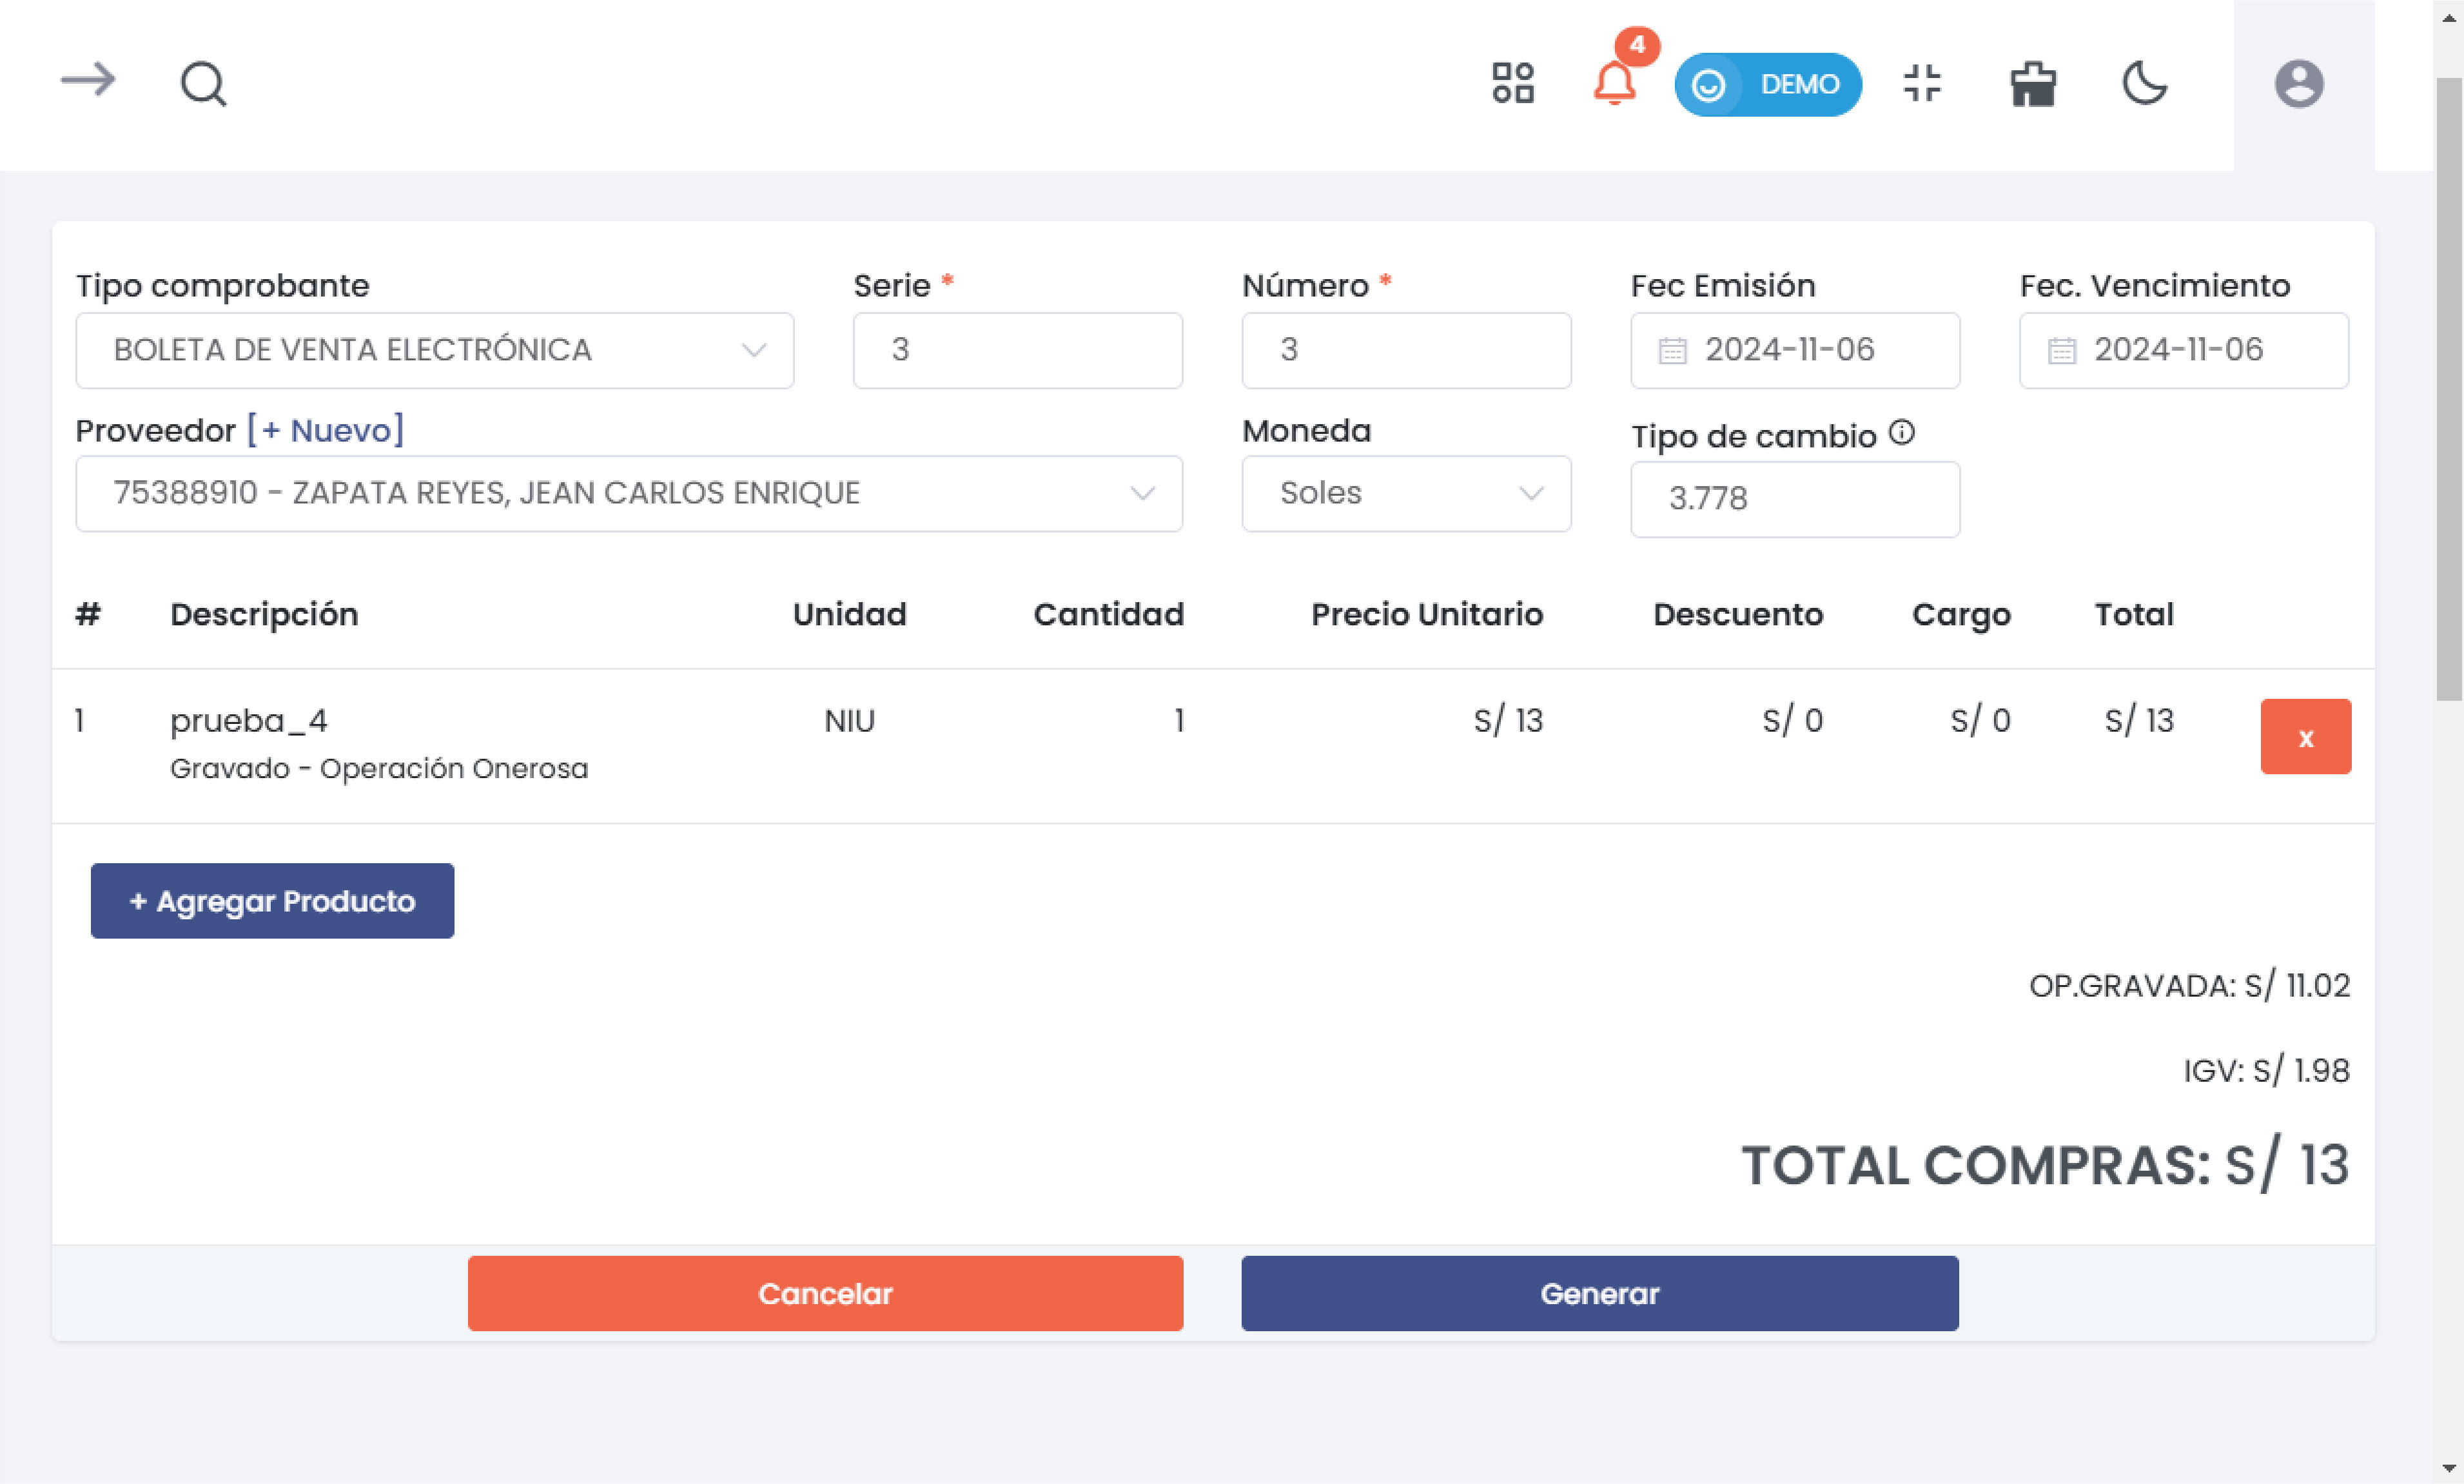 4
DEMO
Tipo comprobante
Serie *
Número *
Fec Emisión
Fec. Vencimiento
BOLETA DE VENTA ELECTRÓNICA
3
3
2024-11-06
2024-11-06
Proveedor [+ Nuevo]
Moneda
Tipo de cambio
75388910 - ZAPATA REYES, JEAN CARLOS ENRIQUE
Soles
3.778
# Descripción Unidad Cantidad Precio Unitario Descuento Cargo Total
1 prueba_4 NIU 1 S/ 13 S/ 0 S/ 0 S/ 13 x
Gravado - Operación Onerosa
+ Agregar Producto
OP.GRAVADA: S/ 11.02
IGV: S/ 1.98
TOTAL COMPRAS: S/ 13
Cancelar
Generar